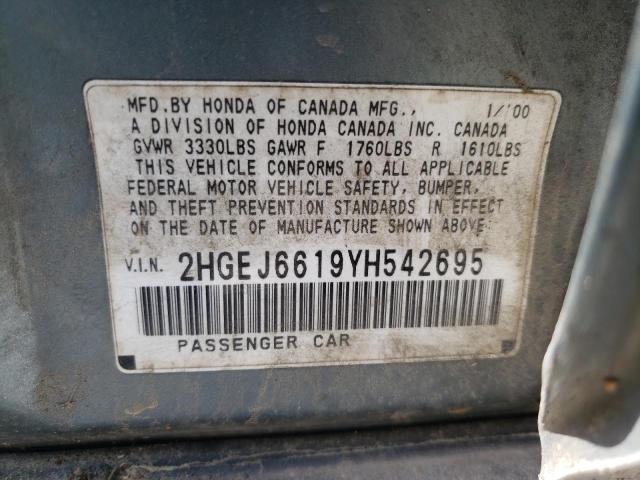 MFD.BY HONDA OF CANADA MFG., 1/'00
A DIVISION OF HONDA CANADA INC. CANADA
GVWR 3330LBS GAWR F 1760LBS R 1610LBS
THIS VEHICLE CONFORMS TO ALL APPLICABLE
FEDERAL MOTOR VEHICLE SAFETY, BUMPER,
AND THEFT PREVENTION STANDARDS IN EFFECT
ON THE DATE OF MANUFACTURE SHOWN ABOVE.
V.I.N. 2HGEJ6619YH542695
PASSENGER CAR